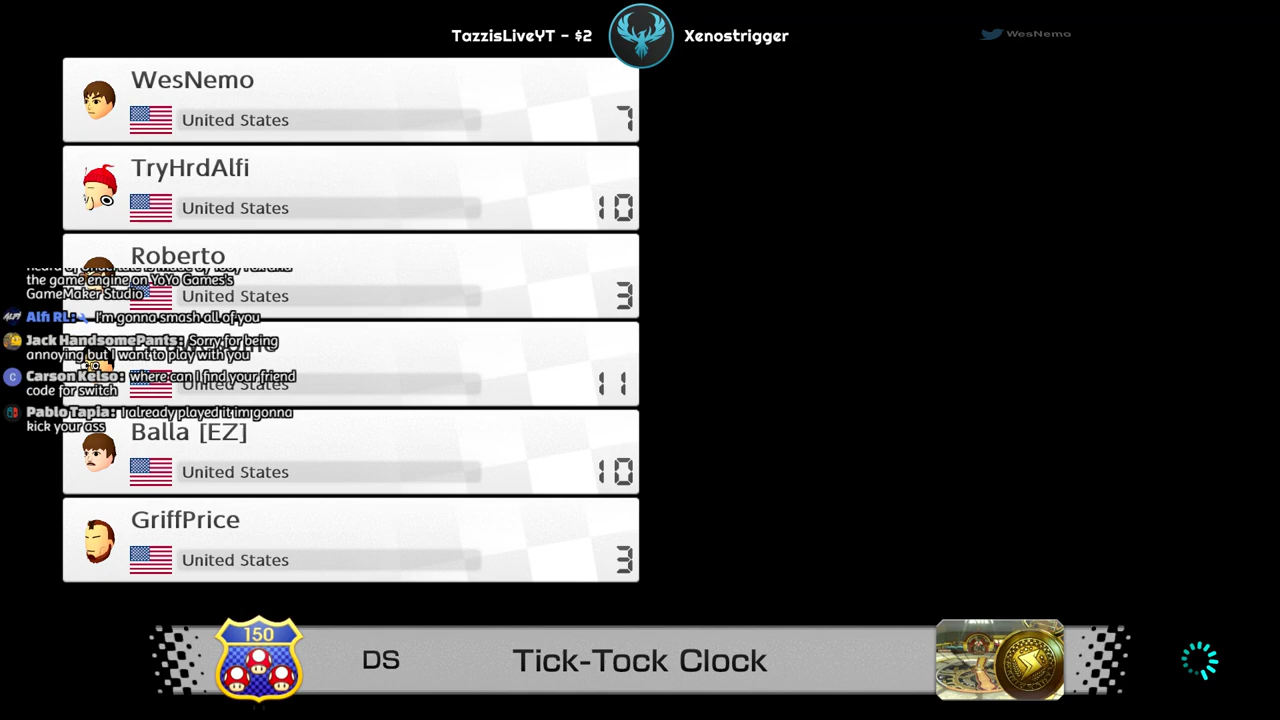 TazzisLiveYT - $2
Xenostrigger
WesNemo
WesNemo
United States
7
TryHrdAlfi
United States
10
Roberto
United States
3
the game engine on YoYo Games's
GameMaker Studio
Alfi RL: I'm gonna smash all of you
Jack HandsomePants: Sorry for being
annoying but I want to play with you
United States
11
Carson Kelso: where can I find your friend
code for switch
Pablo Tapia: I already played it im gonna
kick your ass
Balla [EZ]
United States
10
GriffPrice
United States
3
150
DS
Tick-Tock Clock